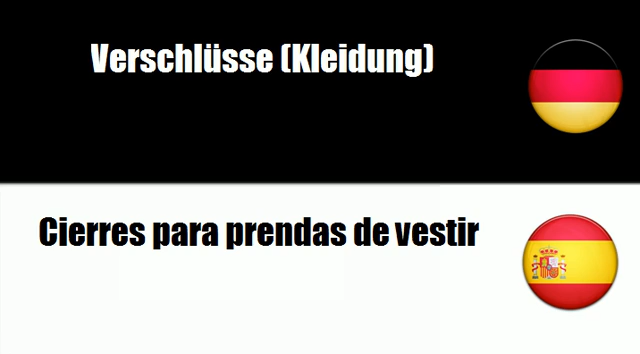 Verschlüsse (Kleidung)
Cierres para prendas de vestir